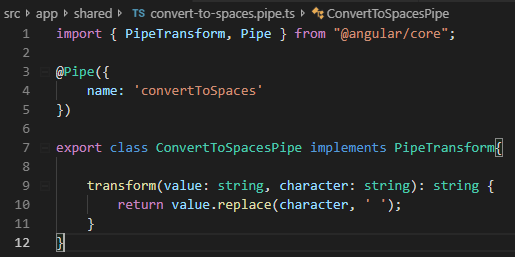 src > app > shared > TS convert-to-spaces.pipe.ts > ConvertToSpacesPipe
1 import { PipeTransform, Pipe } from "@angular/core";
2
3 @Pipe({
4     name: 'convertToSpaces'
5 })
6
7 export class ConvertToSpacesPipe implements PipeTransform{
8
9     transform(value: string, character: string): string {
10         return value.replace(character, ' ');
11     }
12 }